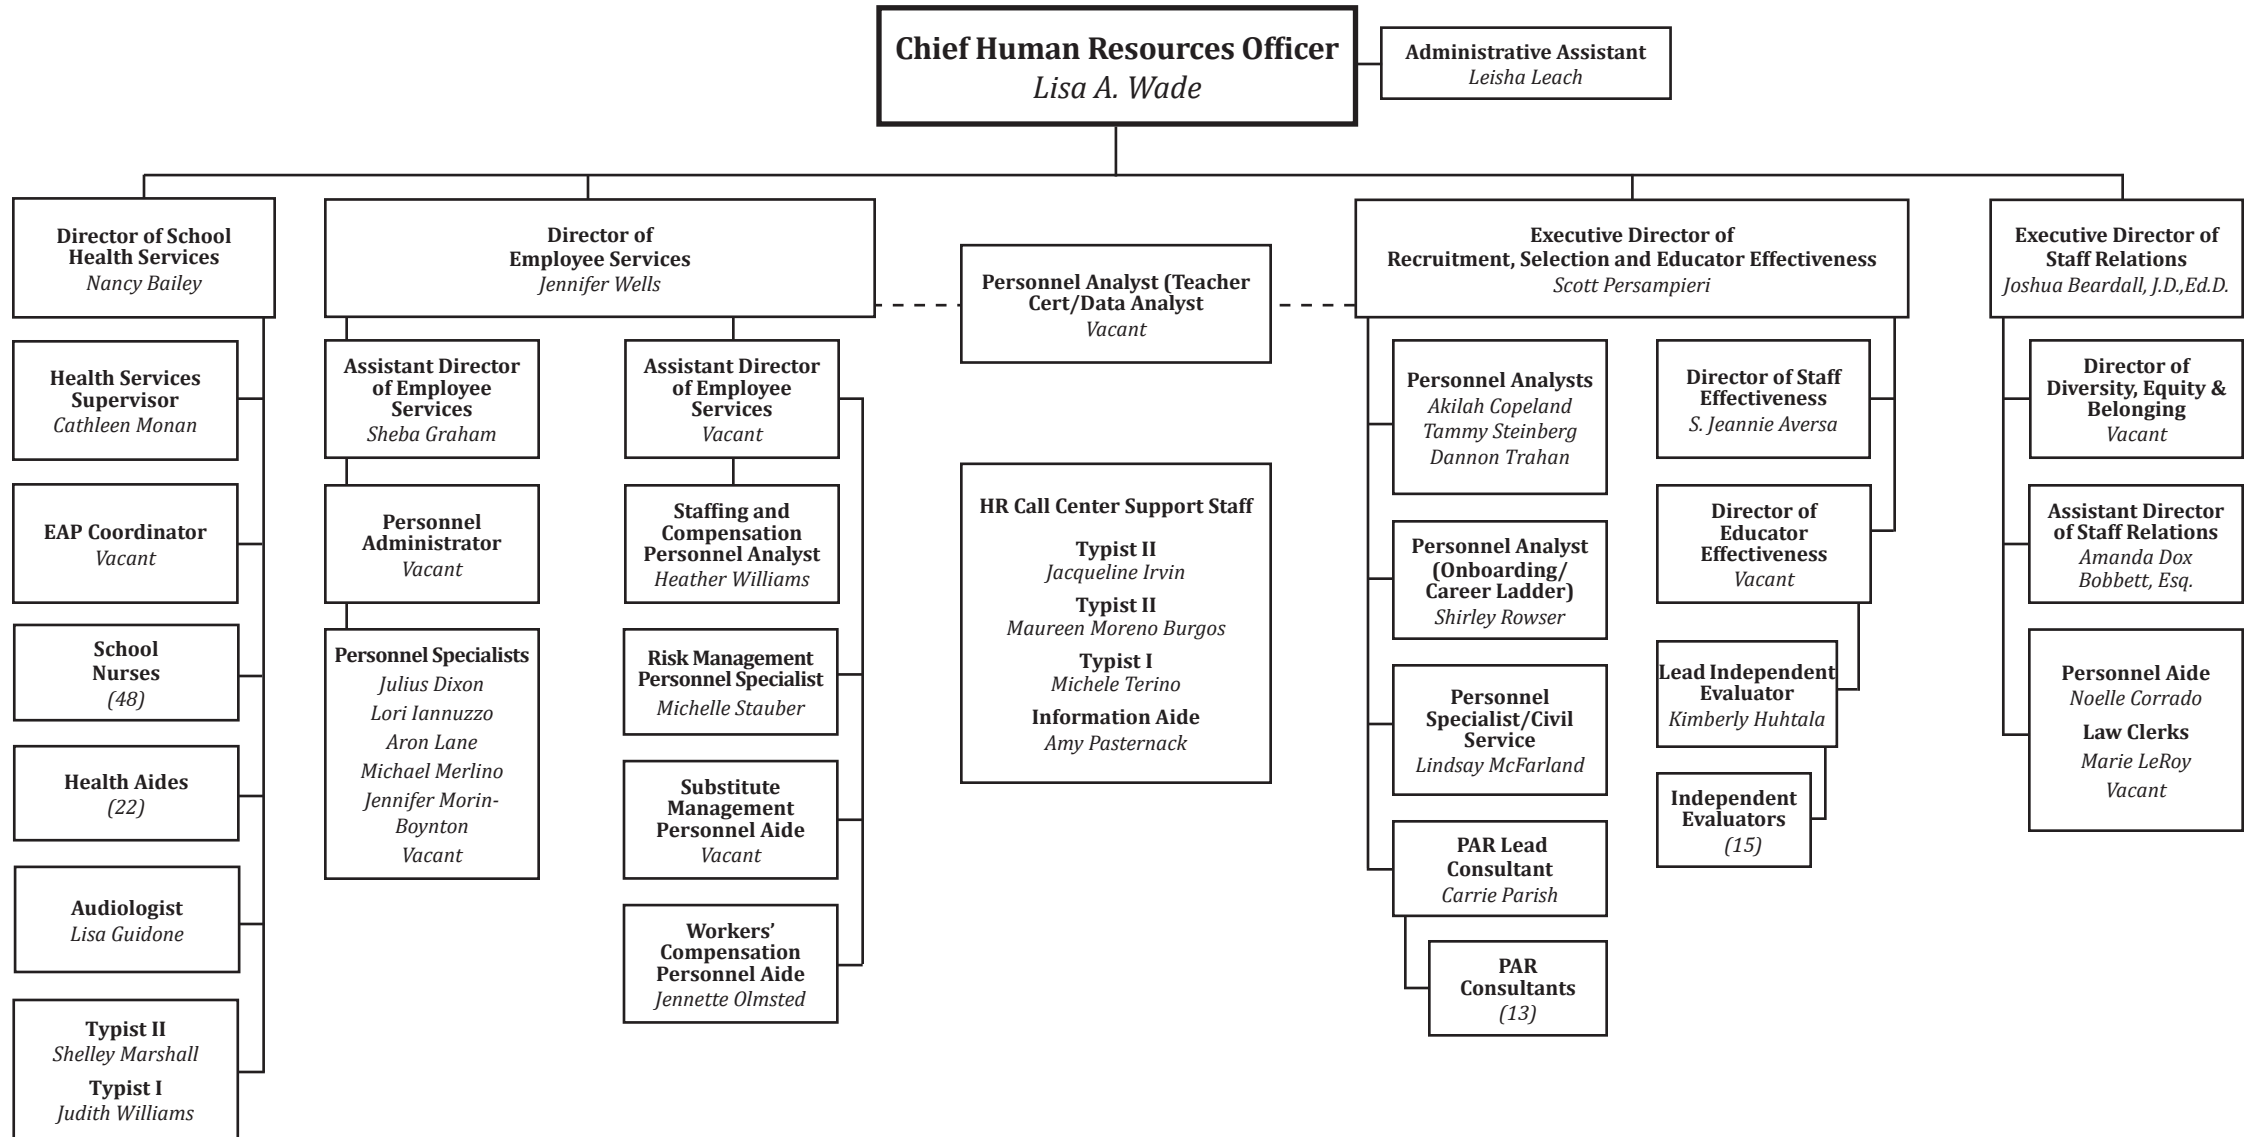 Chief Human Resources Officer
Lisa A. Wade
Administrative Assistant
Leisha Leach
Director of School
Health Services
Nancy Bailey
Health Services
Supervisor
Cathleen Monan
EAP Coordinator
Vacant
School
Nurses
(48)
Health Aides
(22)
Audiologist
Lisa Guidone
Typist II
Shelley Marshall
Typist I
Judith Williams
Director of
Employee Services
Jennifer Wells
Assistant Director
of Employee
Services
Sheba Graham
Personnel
Administrator
Vacant
Personnel Specialists
Julius Dixon
Lori Iannuzzo
Aron Lane
Michael Merlino
Jennifer Morin-
Boynton
Vacant
Assistant Director
of Employee
Services
Vacant
Staffing and
Compensation
Personnel Analyst
Heather Williams
Risk Management
Personnel Specialist
Michelle Stauber
Substitute
Management
Personnel Aide
Vacant
Workers’
Compensation
Personnel Aide
Jennette Olmsted
Personnel Analyst (Teacher
Cert/Data Analyst
Vacant
HR Call Center Support Staff
Typist II
Jacqueline Irvin
Typist II
Maureen Moreno Burgos
Typist I
Michele Terino
Information Aide
Amy Pasternack
Executive Director of
Recruitment, Selection and Educator Effectiveness
Scott Persampieri
Personnel Analysts
Akilah Copeland
Tammy Steinberg
Dannon Trahan
Personnel Analyst
(Onboarding/
Career Ladder)
Shirley Rowser
Personnel
Specialist/Civil
Service
Lindsay McFarland
PAR Lead
Consultant
Carrie Parish
PAR
Consultants
(13)
Director of Staff
Effectiveness
S. Jeannie Aversa
Director of
Educator
Effectiveness
Vacant
Lead Independent
Evaluator
Kimberly Huhtala
Independent
Evaluators
(15)
Executive Director of
Staff Relations
Joshua Beardall, J.D.,Ed.D.
Director of
Diversity, Equity &
Belonging
Vacant
Assistant Director
of Staff Relations
Amanda Dox
Bobbett, Esq.
Personnel Aide
Noelle Corrado
Law Clerks
Marie LeRoy
Vacant